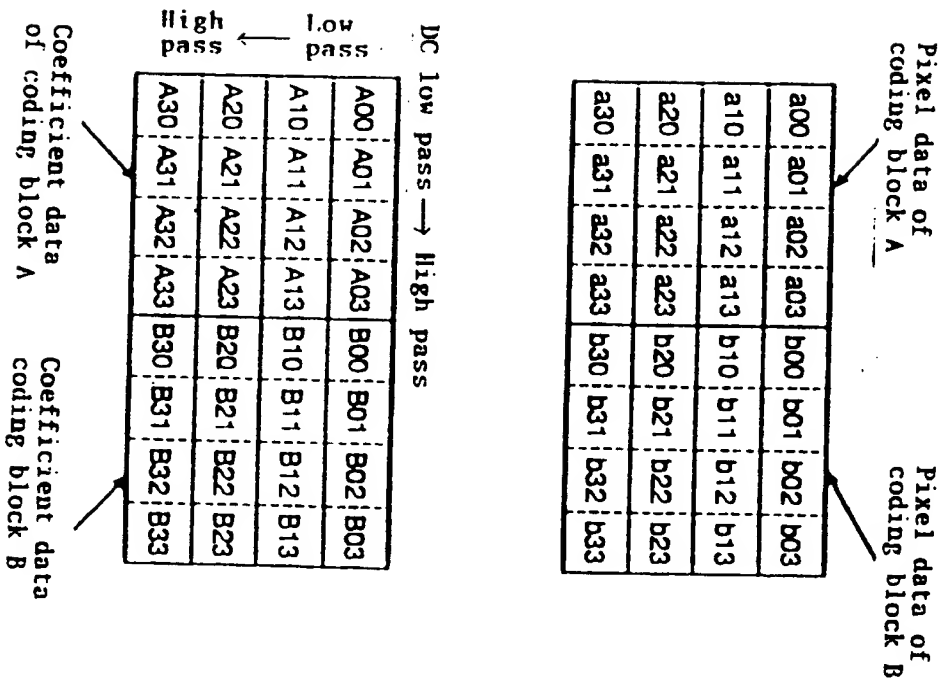 Pixel data of
coding block A
Pixel data of
coding block B
a00 a01 a02 a03 b00 b01 b02 b03
a10 a11 a12 a13 b10 b11 b12 b13
a20 a21 a22 a23 b20 b21 b22 b23
a30 a31 a32 a33 b30 b31 b32 b33
DC low pass → High pass
Low
pass
High
pass
A00 A01 A02 A03 B00 B01 B02 B03
A10 A11 A12 A13 B10 B11 B12 B13
A20 A21 A22 A23 B20 B21 B22 B23
A30 A31 A32 A33 B30 B31 B32 B33
Coefficient data
of coding block A
Coefficient data
coding block B